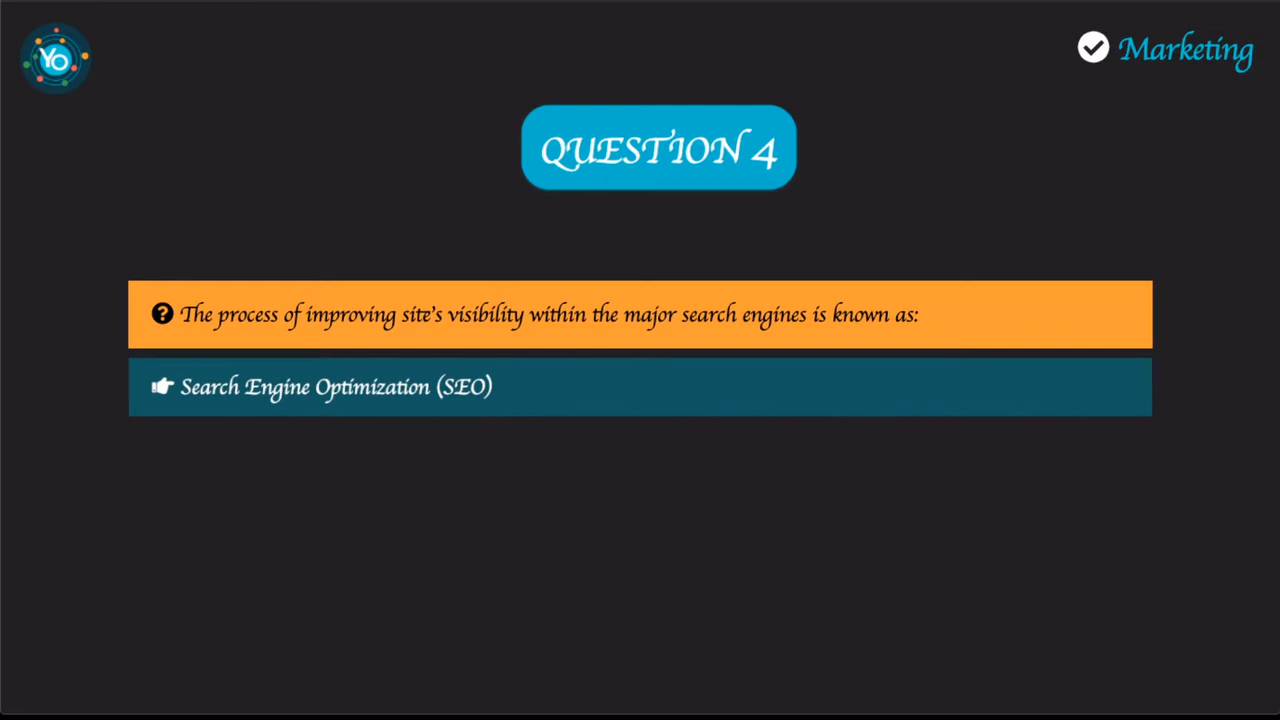 Yo
Marketing
QUESTION 4
The process of improving site's visibility within the major search engines is known as:
Search Engine Optimization (SEO)